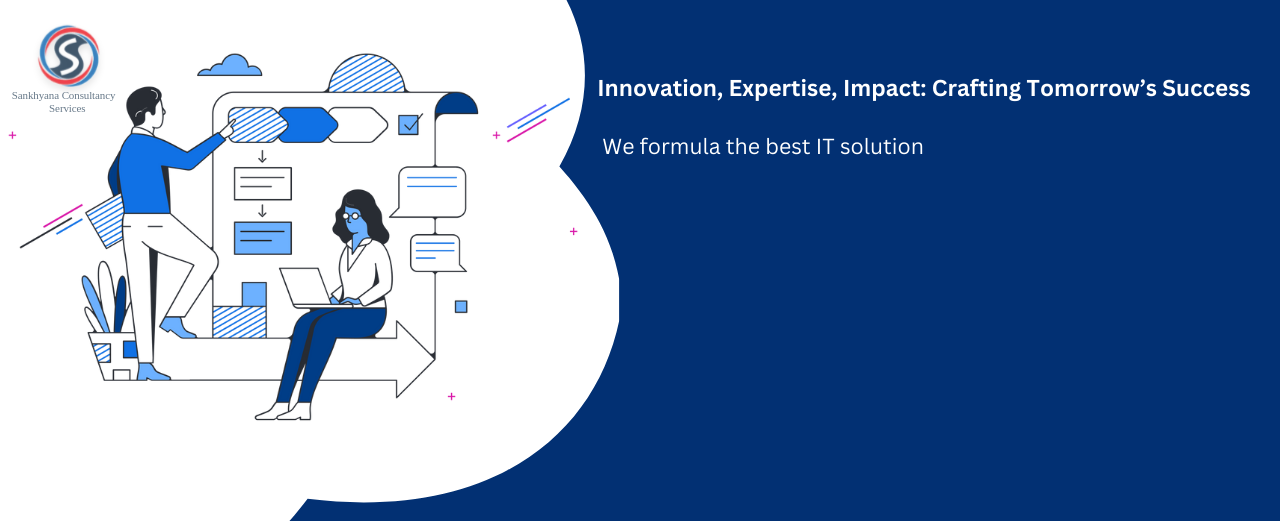 Sankhyana Consultancy
Services
Innovation, Expertise, Impact: Crafting Tomorrow’s Success
We formula the best IT solution